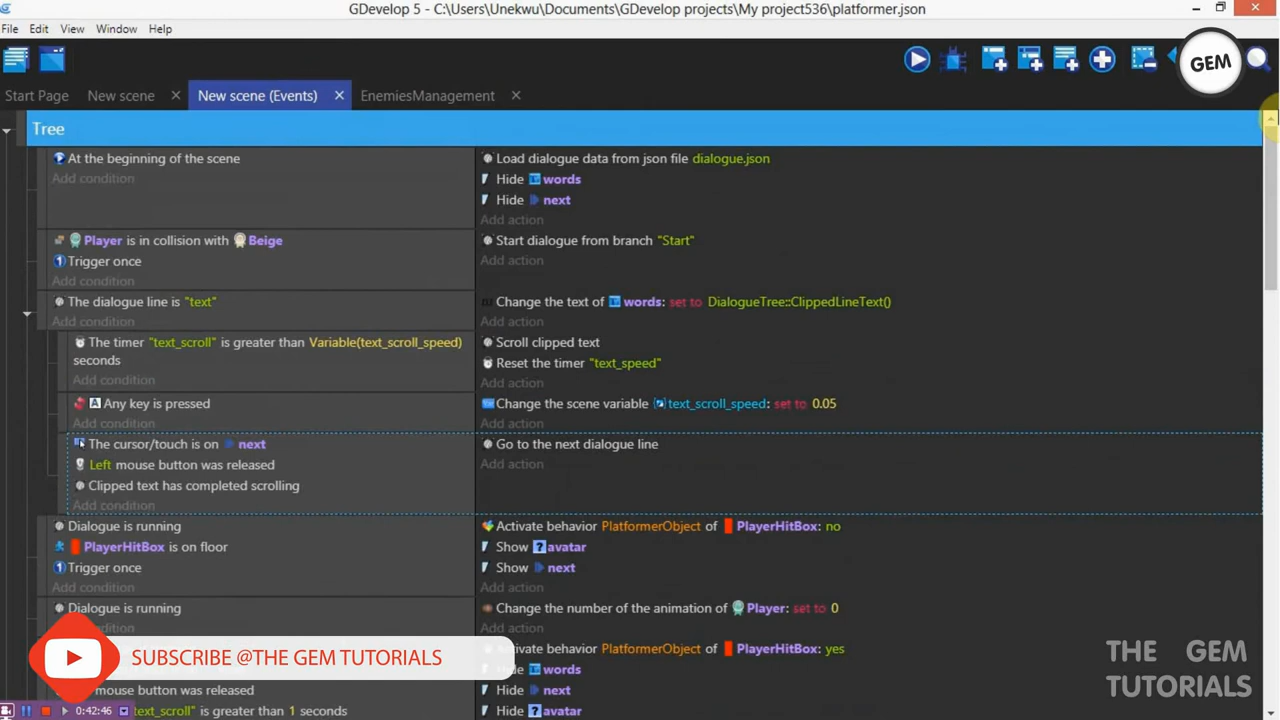 GDevelop 5 - C:\Users\Unekwu\Documents\GDevelop projects\My project536\platformer.json
File Edit View Window Help
GEM
Start Page New scene New scene (Events) EnemiesManagement
Tree
At the beginning of the scene
Add condition
Load dialogue data from json file dialogue.json
Hide words
Hide next
Add action
Player is in collision with Beige
Trigger once
Add condition
Start dialogue from branch "Start"
Add action
The dialogue line is "text"
Add condition
Change the text of words: set to DialogueTree::ClippedLineText()
Add action
The timer "text_scroll" is greater than Variable(text_scroll_speed)
seconds
Add condition
Scroll clipped text
Reset the timer "text_speed"
Add action
Any key is pressed
Add condition
Change the scene variable text_scroll_speed: set to 0.05
Add action
The cursor/touch is on next
Left mouse button was released
Clipped text has completed scrolling
Add condition
Go to the next dialogue line
Add action
Dialogue is running
PlayerHitBox is on floor
Trigger once
Add condition
Activate behavior PlatformerObject of PlayerHitBox: no
Show ?avatar
Show next
Add action
Dialogue is running
Change the number of the animation of Player: set to 0
Add action
mouse button was released
"text_scroll" is greater than 1 seconds
Activate behavior PlatformerObject of PlayerHitBox: yes
words
Hide next
Hide ?avatar
SUBSCRIBE @THE GEM TUTORIALS
0:42:46
THE GEM
TUTORIALS